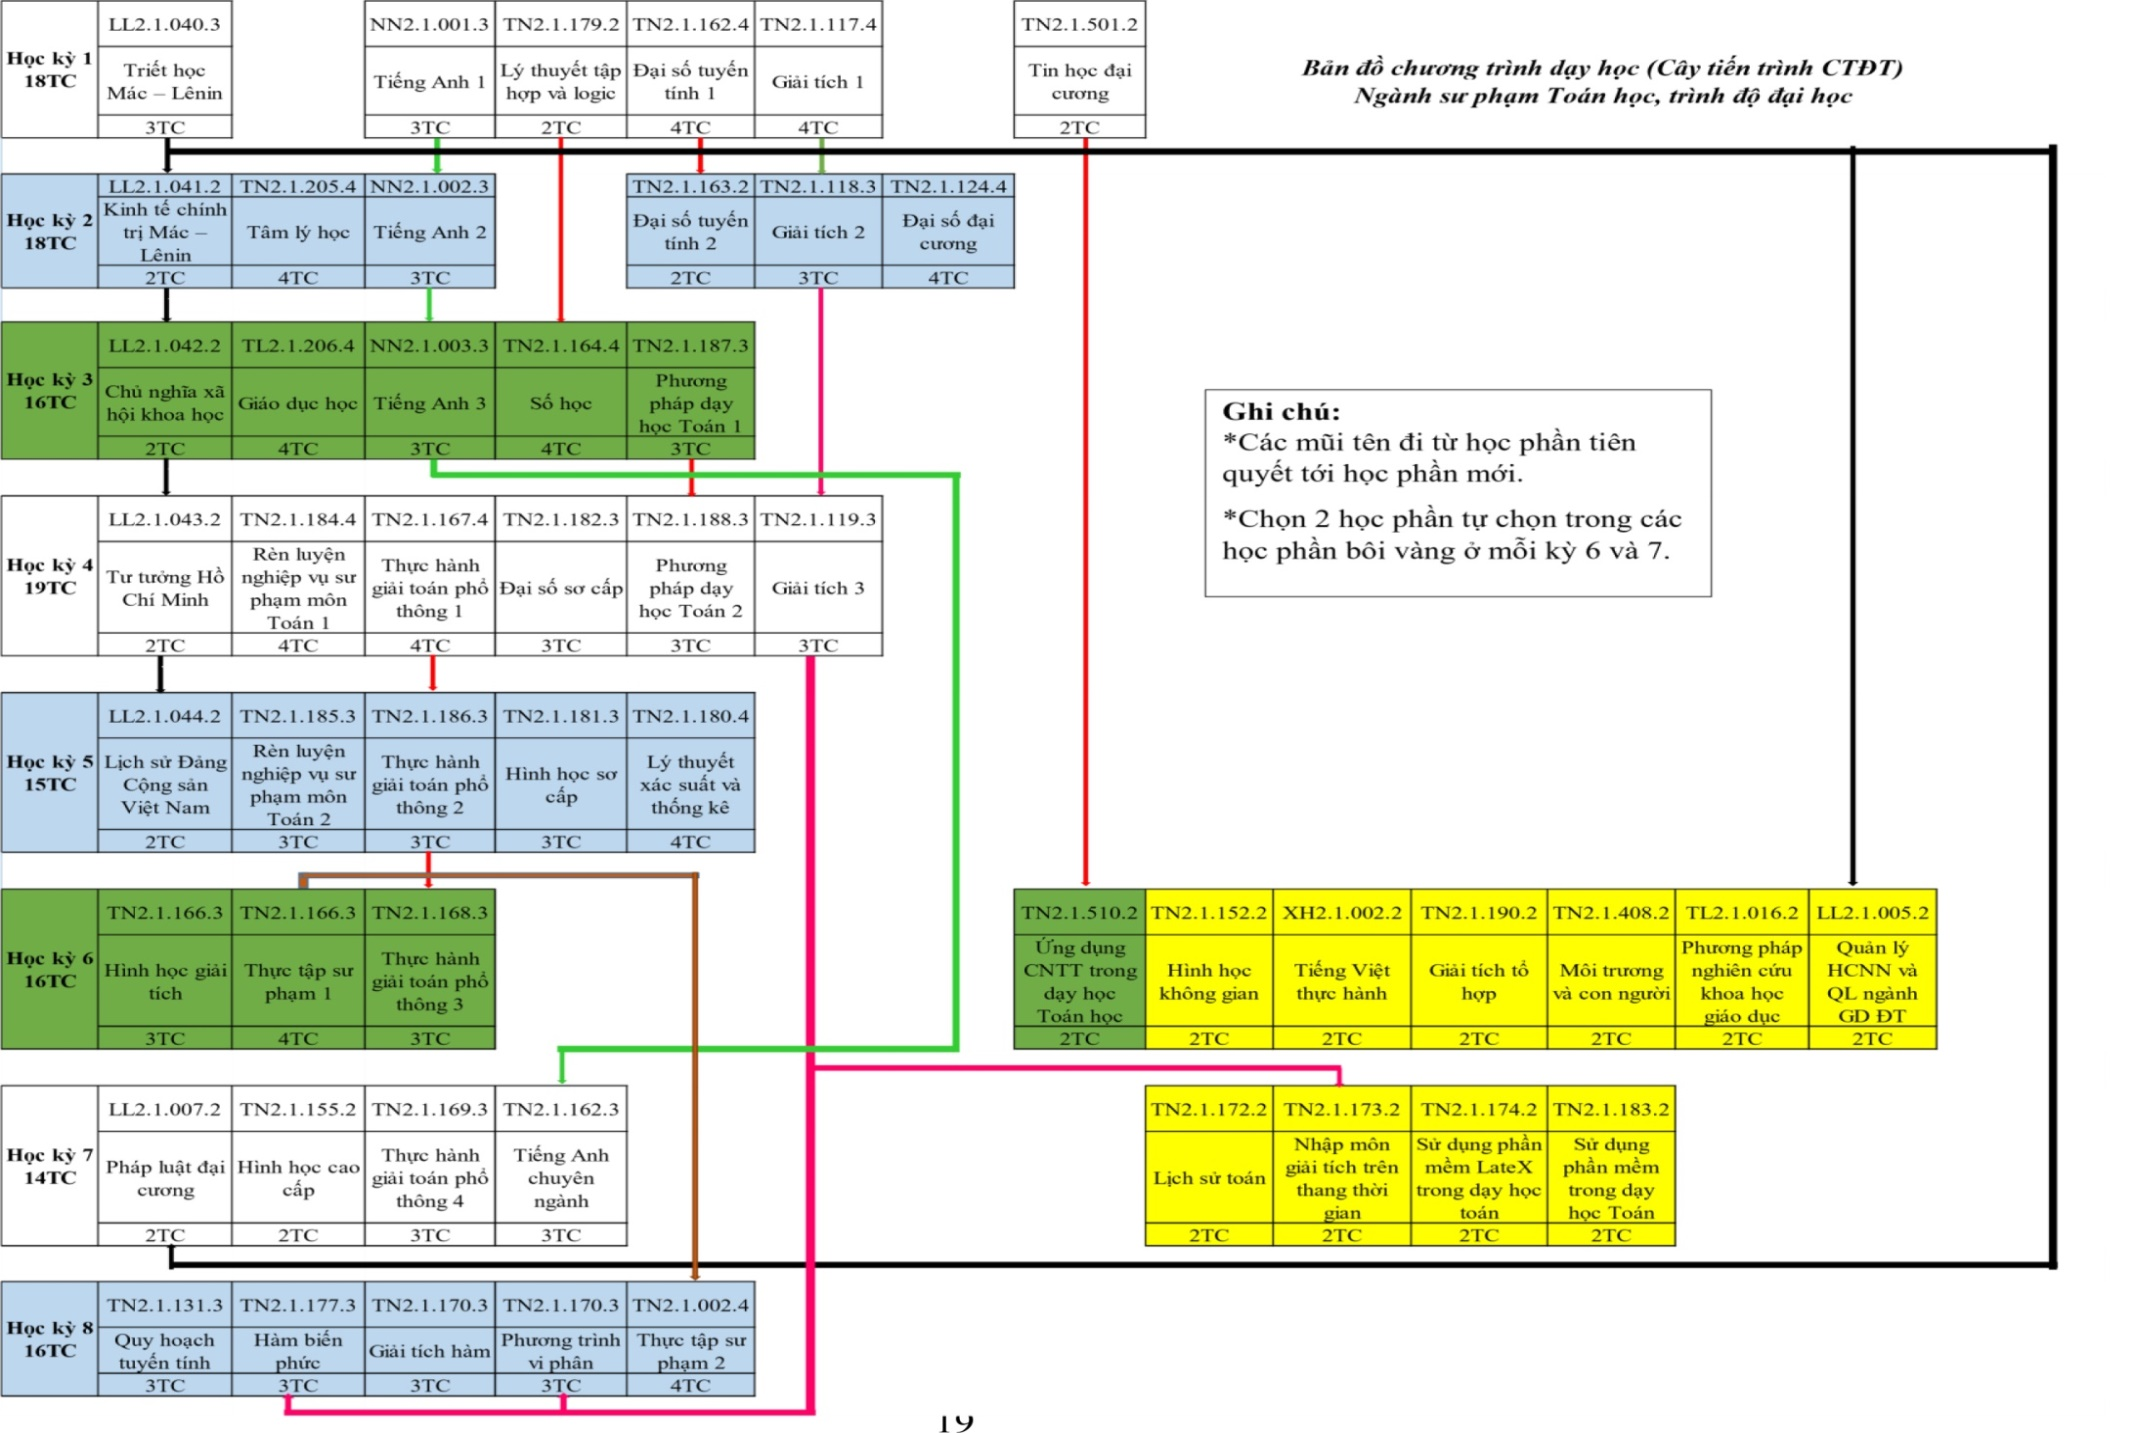 Bản đồ chương trình dạy học (Cây tiến trình CTĐT)
Ngành sư phạm Toán học, trình độ đại học
Học kỳ 1
18TC
LL2.1.040.3
Triết học
Mác – Lênin
3TC
NN2.1.001.3
Tiếng Anh 1
3TC
TN2.1.179.2
Lý thuyết tập
hợp và logic
2TC
TN2.1.162.4
Đại số tuyến
tính 1
4TC
TN2.1.117.4
Giải tích 1
4TC
TN2.1.501.2
Tin học đại
cương
2TC
Học kỳ 2
18TC
LL2.1.041.2
Kinh tế chính
trị Mác –
Lênin
2TC
TN2.1.205.4
Tâm lý học
4TC
NN2.1.002.3
Tiếng Anh 2
3TC
TN2.1.163.2
Đại số tuyến
tính 2
2TC
TN2.1.118.3
Giải tích 2
3TC
TN2.1.124.4
Đại số đại
cương
4TC
Học kỳ 3
16TC
LL2.1.042.2
Chủ nghĩa xã
hội khoa học
2TC
TL2.1.206.4
Giáo dục học
4TC
NN2.1.003.3
Tiếng Anh 3
3TC
TN2.1.164.4
Số học
4TC
TN2.1.187.3
Phương
pháp dạy
học Toán 1
3TC
Ghi chú:
*Các mũi tên đi từ học phần tiên
quyết tới học phần mới.
*Chọn 2 học phần tự chọn trong các
học phần bôi vàng ở mỗi kỳ 6 và 7.
Học kỳ 4
19TC
LL2.1.043.2
Tư tưởng Hồ
Chí Minh
2TC
TN2.1.184.4
Rèn luyện
nghiệp vụ sư
phạm môn
Toán 1
4TC
TN2.1.167.4
Thực hành
giải toán phổ
thông 1
4TC
TN2.1.182.3
Đại số sơ cấp
3TC
TN2.1.188.3
Phương
pháp dạy
học Toán 2
3TC
TN2.1.119.3
Giải tích 3
3TC
Học kỳ 5
15TC
LL2.1.044.2
Lịch sử Đảng
Cộng sản
Việt Nam
2TC
TN2.1.185.3
Rèn luyện
nghiệp vụ sư
phạm môn
Toán 2
3TC
TN2.1.186.3
Thực hành
giải toán phổ
thông 2
3TC
TN2.1.181.3
Hình học sơ
cấp
3TC
TN2.1.180.4
Lý thuyết
xác suất và
thống kê
4TC
Học kỳ 6
16TC
TN2.1.166.3
Hình học giải
tích
3TC
TN2.1.166.3
Thực tập sư
phạm 1
4TC
TN2.1.168.3
Thực hành
giải toán phổ
thông 3
3TC
TN2.1.510.2
Ứng dụng
CNTT trong
dạy học
Toán học
2TC
TN2.1.152.2
Hình học
không gian
2TC
XH2.1.002.2
Tiếng Việt
thực hành
2TC
TN2.1.190.2
Giải tích tổ
hợp
2TC
TN2.1.408.2
Môi trương
và con người
2TC
TL2.1.016.2
Phương pháp
nghiên cứu
khoa học
giáo dục
2TC
LL2.1.005.2
Quản lý
HCNN và
QL ngành
GD ĐT
2TC
Học kỳ 7
14TC
LL2.1.007.2
Pháp luật đại
cương
2TC
TN2.1.155.2
Hình học cao
cấp
2TC
TN2.1.169.3
Thực hành
giải toán phổ
thông 4
3TC
TN2.1.162.3
Tiếng Anh
chuyên
ngành
3TC
TN2.1.172.2
Lịch sử toán
2TC
TN2.1.173.2
Nhập môn
giải tích trên
thang thời
gian
2TC
TN2.1.174.2
Sử dụng phần
mềm LateX
trong dạy học
toán
2TC
TN2.1.183.2
Sử dụng
phần mềm
trong dạy
học Toán
2TC
Học kỳ 8
16TC
TN2.1.131.3
Quy hoạch
tuyến tính
3TC
TN2.1.177.3
Hàm biến
phức
3TC
TN2.1.170.3
Giải tích hàm
3TC
TN2.1.170.3
Phương trình
vi phân
3TC
TN2.1.002.4
Thực tập sư
phạm 2
4TC
19